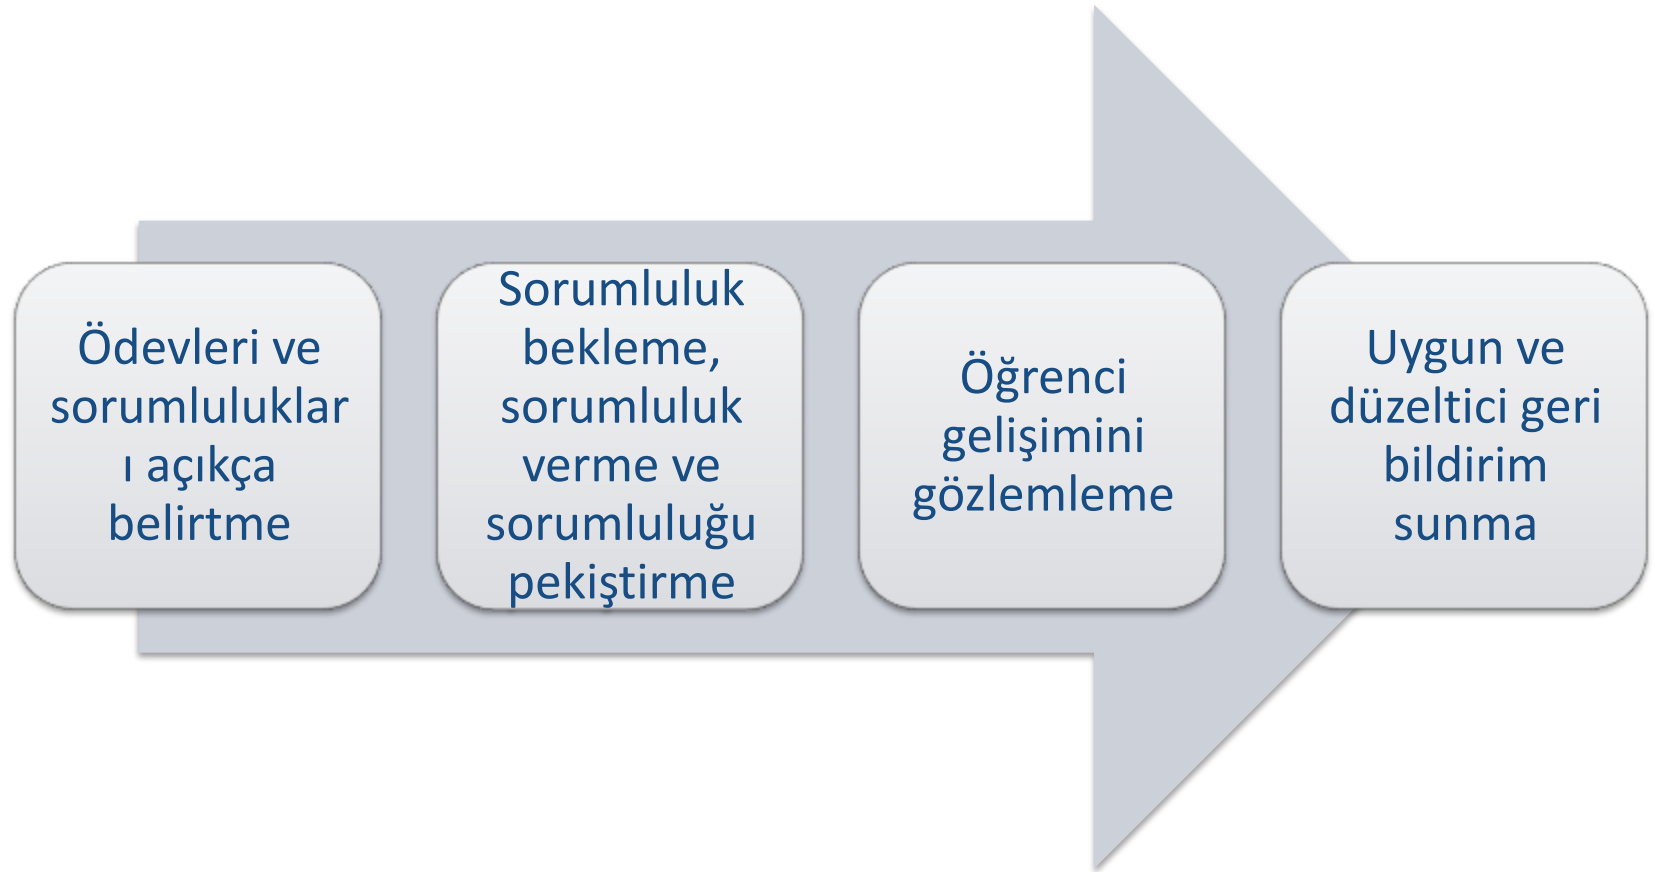 Ödevleri ve
sorumluluklar
ı açıkça
belirtme
Sorumluluk
bekleme,
sorumluluk
verme ve
sorumluluğu
pekiştirme
Öğrenci
gelişimini
gözlemleme
Uygun ve
düzeltici geri
bildirim
sunma